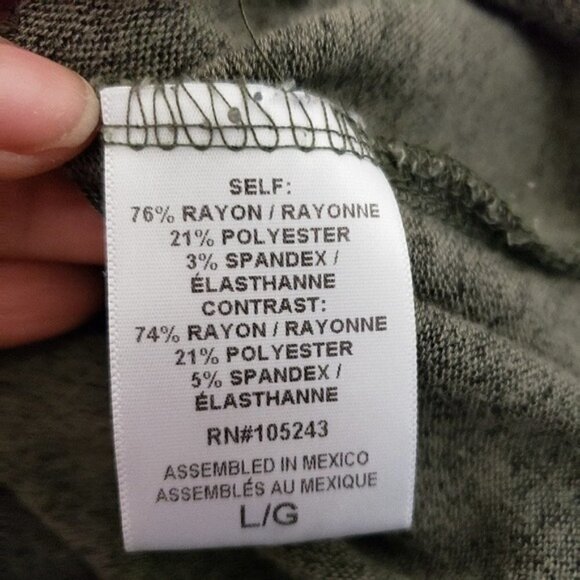 SELF:
76% RAYON / RAYONNE
21% POLYESTER
3% SPANDEX /
ÉLASTHANNE
CONTRAST:
74% RAYON / RAYONNE
21% POLYESTER
5% SPANDEX /
ÉLASTHANNE
RN#105243
ASSEMBLED IN MEXICO
ASSEMBLÉS AU MEXIQUE
L/G